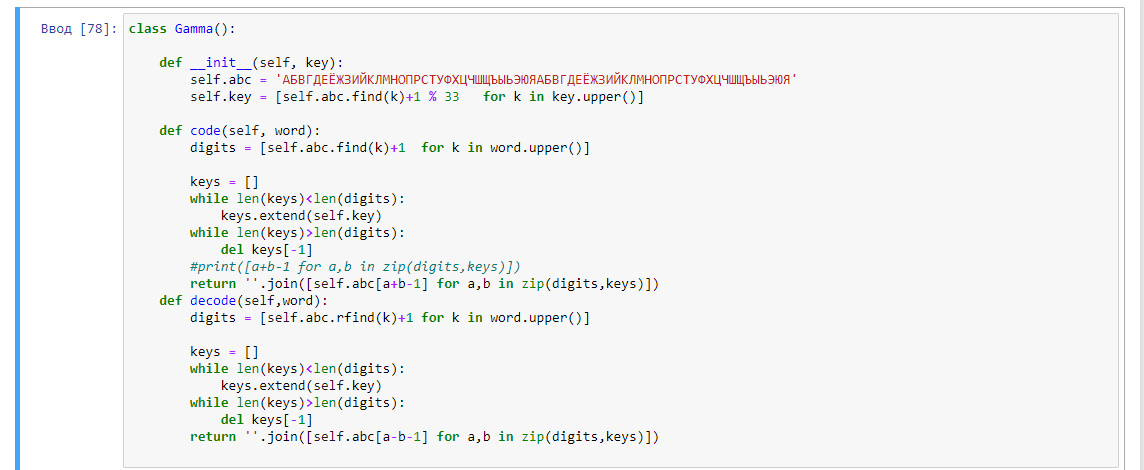 Ввод [78]:
class Gamma():
    def __init__(self, key):
        self.abc = 'АБВГДЕЁЖЗИЙКЛМНОПРСТУФХЦЧШЩЪЫЬЭЮЯАБВГДЕЁЖЗИЙКЛМНОПРСТУФХЦЧШЩЪЫЬЭЮЯ'
        self.key = [self.abc.find(k)+1 % 33   for k in key.upper()]
    def code(self, word):
        digits = [self.abc.find(k)+1  for k in word.upper()]
        keys = []
        while len(keys)<len(digits):
            keys.extend(self.key)
        while len(keys)>len(digits):
            del keys[-1]
        #print([a+b-1 for a,b in zip(digits,keys)])
        return ''.join([self.abc[a+b-1] for a,b in zip(digits,keys)])
    def decode(self,word):
        digits = [self.abc.rfind(k)+1 for k in word.upper()]
        keys = []
        while len(keys)<len(digits):
            keys.extend(self.key)
        while len(keys)>len(digits):
            del keys[-1]
        return ''.join([self.abc[a-b-1] for a,b in zip(digits,keys)])